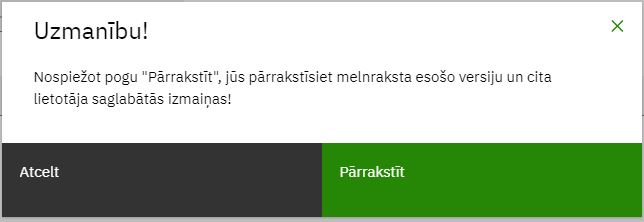 Uzmanību!
Nospiežot pogu "Pārrakstīt", jūs pārrakstīsiet melnraksta esošo versiju un cita
lietotāja saglabātās izmaiņas!
Atcelt
Pārrakstīt